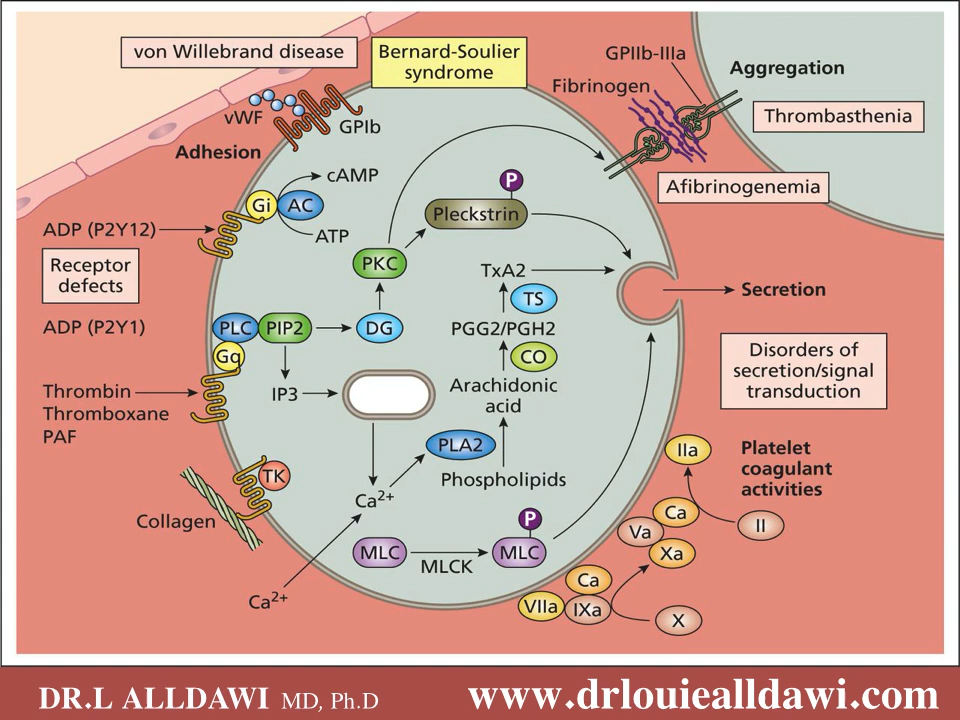 von Willebrand disease
Bernard-Soulier
syndrome
GPIIb-IIIa
Fibrinogen
Aggregation
Thrombasthenia
vWF
GPIb
Adhesion
Afibrinogenemia
cAMP
Gi
AC
ATP
P
Pleckstrin
ADP (P2Y12)
Receptor
defects
PKC
TxA2
TS
Secretion
ADP (P2Y1)
PLC
PIP2
DG
PGG2/PGH2
Gq
CO
Disorders of
secretion/signal
transduction
Thrombin
Thromboxane
PAF
IP3
Arachidonic
acid
PLA2
IIa
Platelet
coagulant
activities
TK
Phospholipids
Ca2+
Collagen
P
Ca
II
Va
Xa
MLC
MLCK
MLC
Ca
Ca2+
VIIa
IXa
X
DR.L ALLDAWI MD, Ph.D
www.drlouiealldawi.com